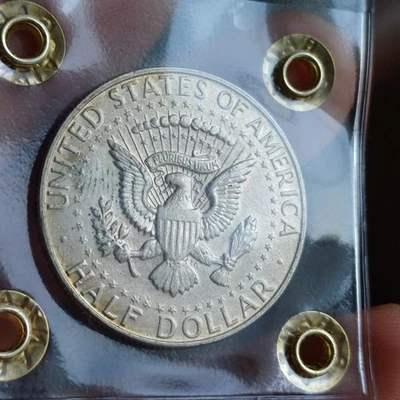 UNITED STATES OF AMERICA
PLURIBUS UNUM
HALF DOLLAR